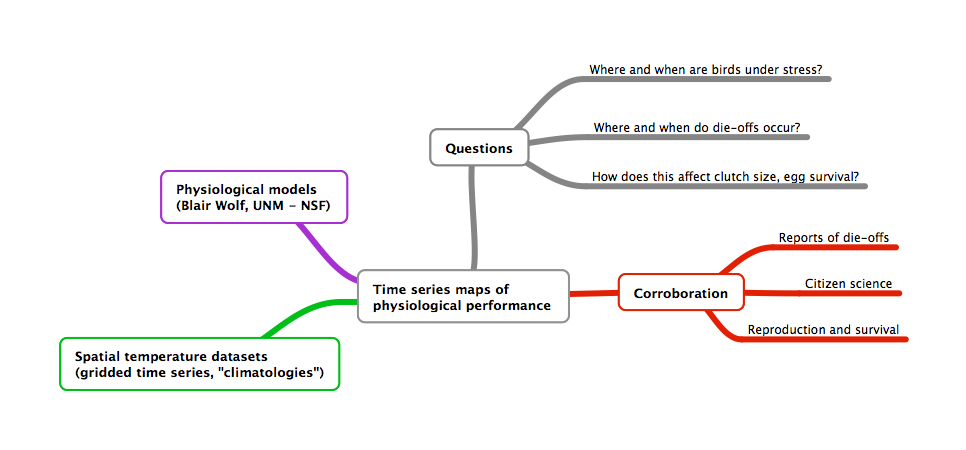 Where and when are birds under stress?
Where and when do die-offs occur?
Questions
How does this affect clutch size, egg survival?
Physiological models
(Blair Wolf, UNM - NSF)
Reports of die-offs
Time series maps of
physiological performance
Corroboration
Citizen science
Reproduction and survival
Spatial temperature datasets
(gridded time series, "climatologies")